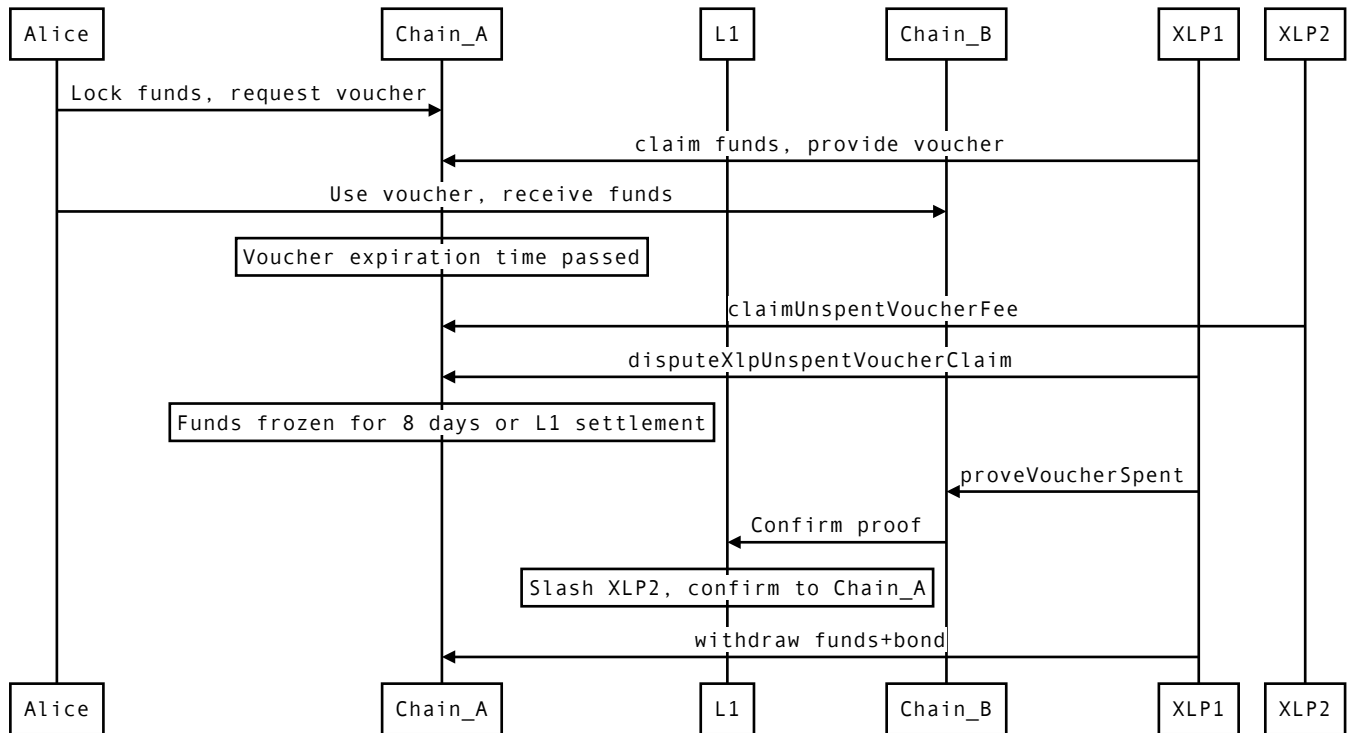 Alice Chain_A L1 Chain_B XLP1 XLP2
Lock funds, request voucher
claim funds, provide voucher
Use voucher, receive funds
Voucher expiration time passed
claimUnspentVoucherFee
disputeXlpUnspentVoucherClaim
Funds frozen for 8 days or L1 settlement
proveVoucherSpent
Confirm proof
Slash XLP2, confirm to Chain_A
withdraw funds+bond
Alice Chain_A L1 Chain_B XLP1 XLP2